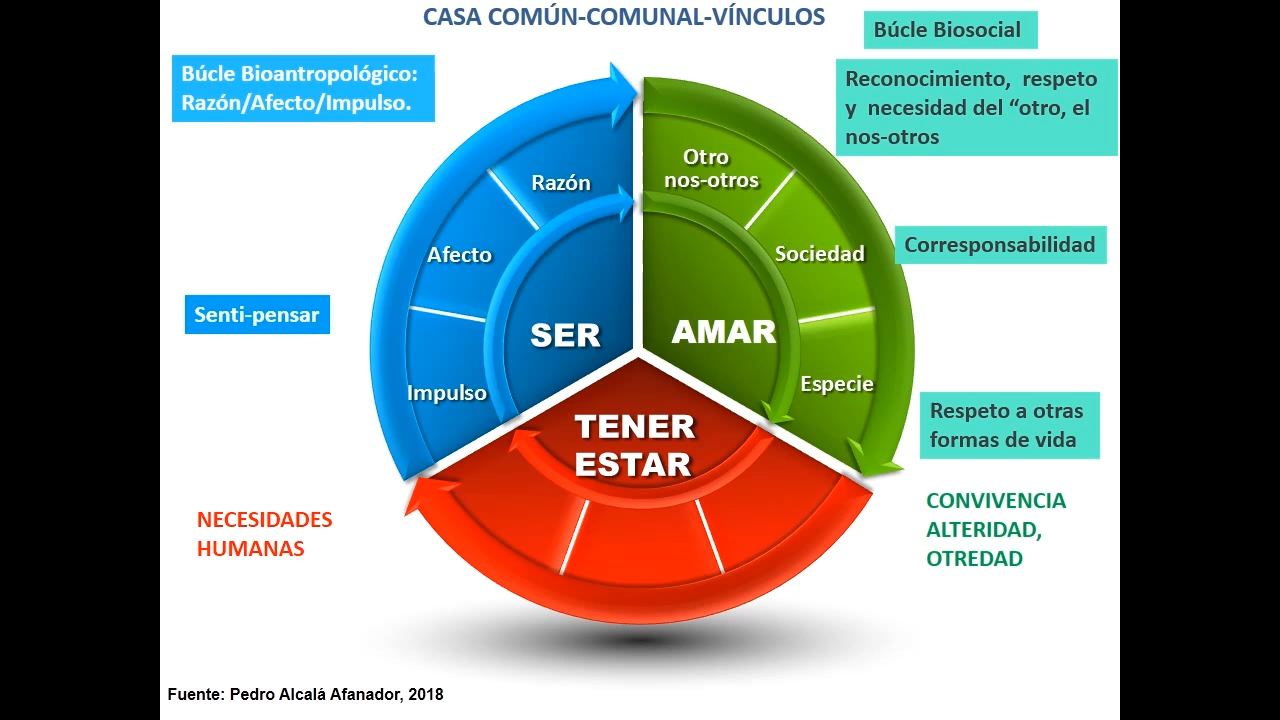 CASA COMÚN-COMUNAL-VÍNCULOS
Búcle Biosocial
Búcle Bioantropológico:
Razón/Afecto/Impulso.
Reconocimiento, respeto
y necesidad del “otro, el
nos-otros
Otro
nos-otros
Razón
Afecto
Sociedad
Corresponsabilidad
Senti-pensar
SER
AMAR
Impulso
Especie
Respeto a otras
formas de vida
TENER
ESTAR
NECESIDADES
HUMANAS
CONVIVENCIA
ALTERIDAD,
OTREDAD
Fuente: Pedro Alcalá Afanador, 2018